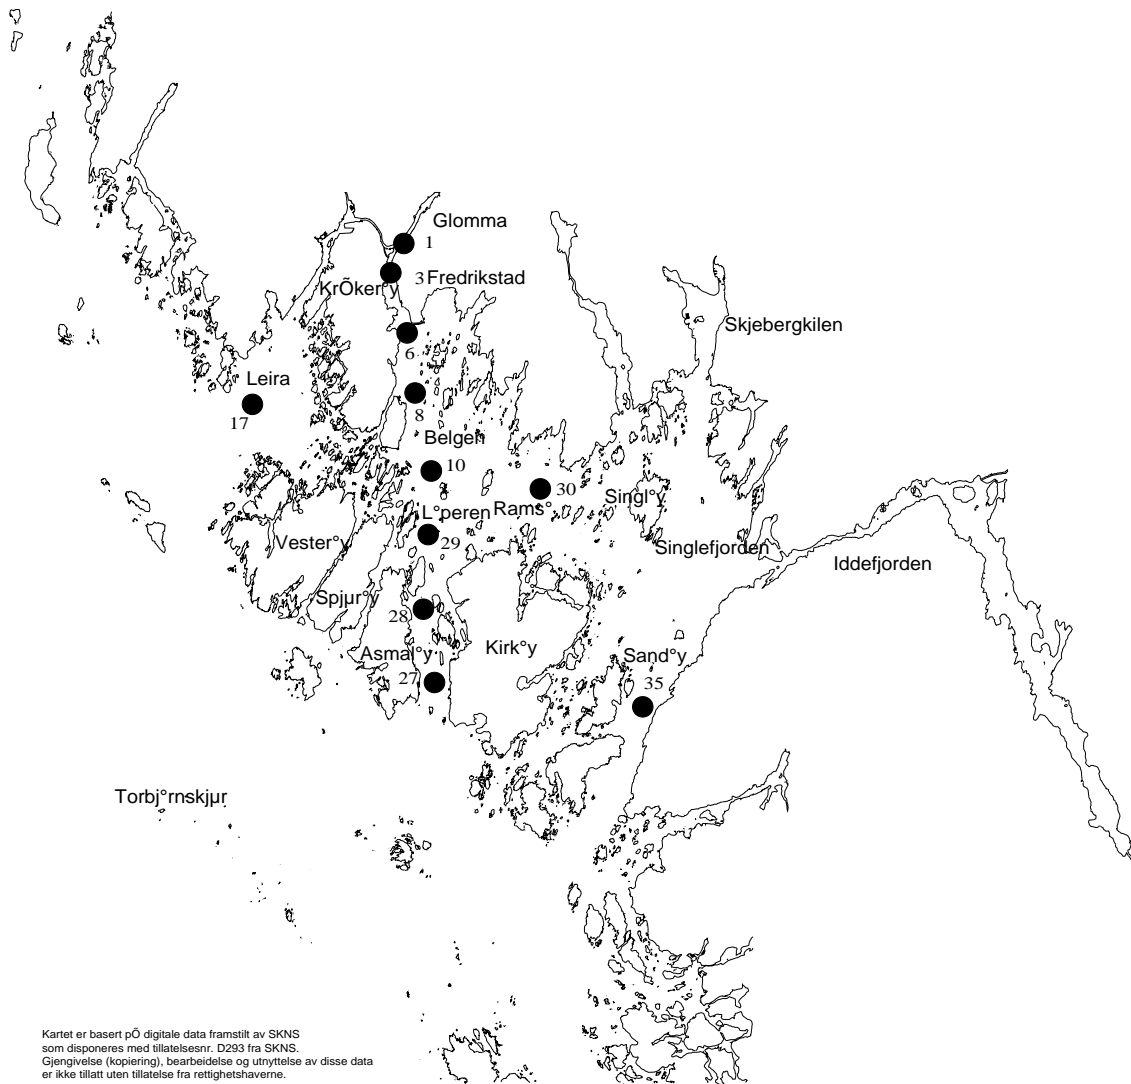 Glomma
1
3 Fredrikstad
KrÕker°y
Skjebergkilen
6
Leira
17
8
Belgen
10
30
Singl°y
L°peren
Rams°
29
Vester°y
Singlefjorden
Iddefjorden
Spjµr°y
28
Asmal°y
Kirk°y
Sand°y
27
35
Torbj°rnskjµr
Kartet er basert pÕ digitale data framstilt av SKNS
som disponeres med tillatelsesnr. D293 fra SKNS.
Gjengivelse (kopiering), bearbeidelse og utnyttelse av disse data
er ikke tillatt uten tillatelse fra rettighetshaverne.